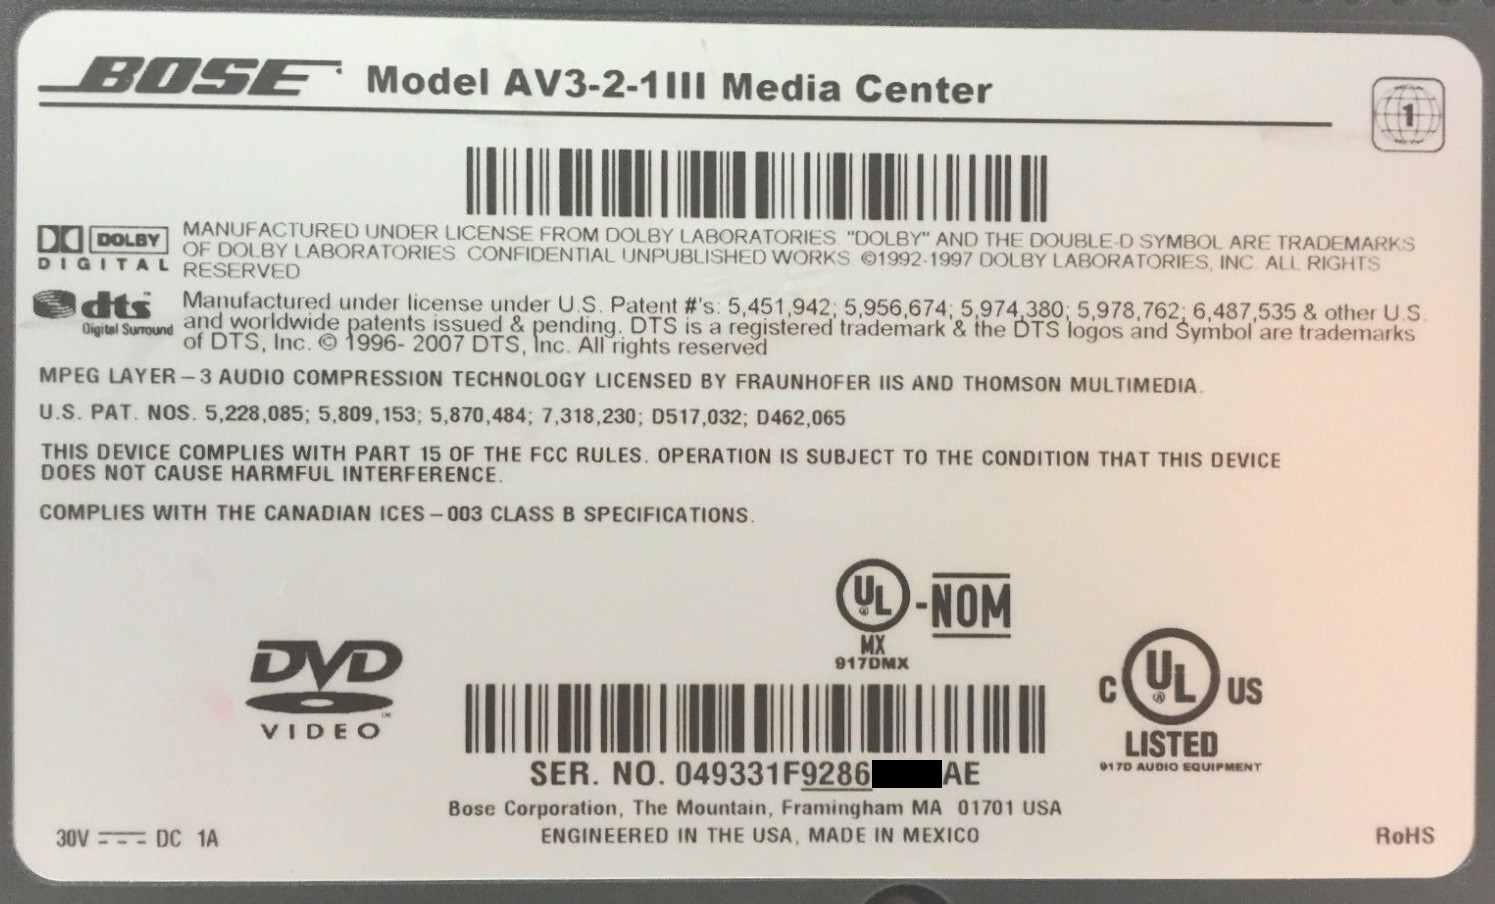 BOSE Model AV3-2-1III Media Center
1
DOLBY
DIGITAL
MANUFACTURED UNDER LICENSE FROM DOLBY LABORATORIES "DOLBY" AND THE DOUBLE-D SYMBOL ARE TRADEMARKS
OF DOLBY LABORATORIES CONFIDENTIAL UNPUBLISHED WORKS ©1992-1997 DOLBY LABORATORIES, INC. ALL RIGHTS
RESERVED
dts™
Digital Surround
Manufactured under license under U.S. Patent #'s: 5,451,942; 5,956,674; 5,974,380; 5,978,762; 6,487,535 & other U.S.
and worldwide patents issued & pending. DTS is a registered trademark & the DTS logos and Symbol are trademarks
of DTS, Inc. © 1996- 2007 DTS, Inc. All rights reserved
MPEG LAYER – 3 AUDIO COMPRESSION TECHNOLOGY LICENSED BY FRAUNHOFER IIS AND THOMSON MULTIMEDIA.
U.S. PAT. NOS. 5,228,085; 5,809,153; 5,870,484; 7,318,230; D517,032; D462,065
THIS DEVICE COMPLIES WITH PART 15 OF THE FCC RULES. OPERATION IS SUBJECT TO THE CONDITION THAT THIS DEVICE
DOES NOT CAUSE HARMFUL INTERFERENCE.
COMPLIES WITH THE CANADIAN ICES – 003 CLASS B SPECIFICATIONS.
UL®-NOM
MX
917DMX
DVD
VIDEO™
C UL® US
LISTED
917D AUDIO EQUIPMENT
SER. NO. 049331F9286 AE
Bose Corporation, The Mountain, Framingham MA 01701 USA
ENGINEERED IN THE USA, MADE IN MEXICO
30V DC 1A
RoHS